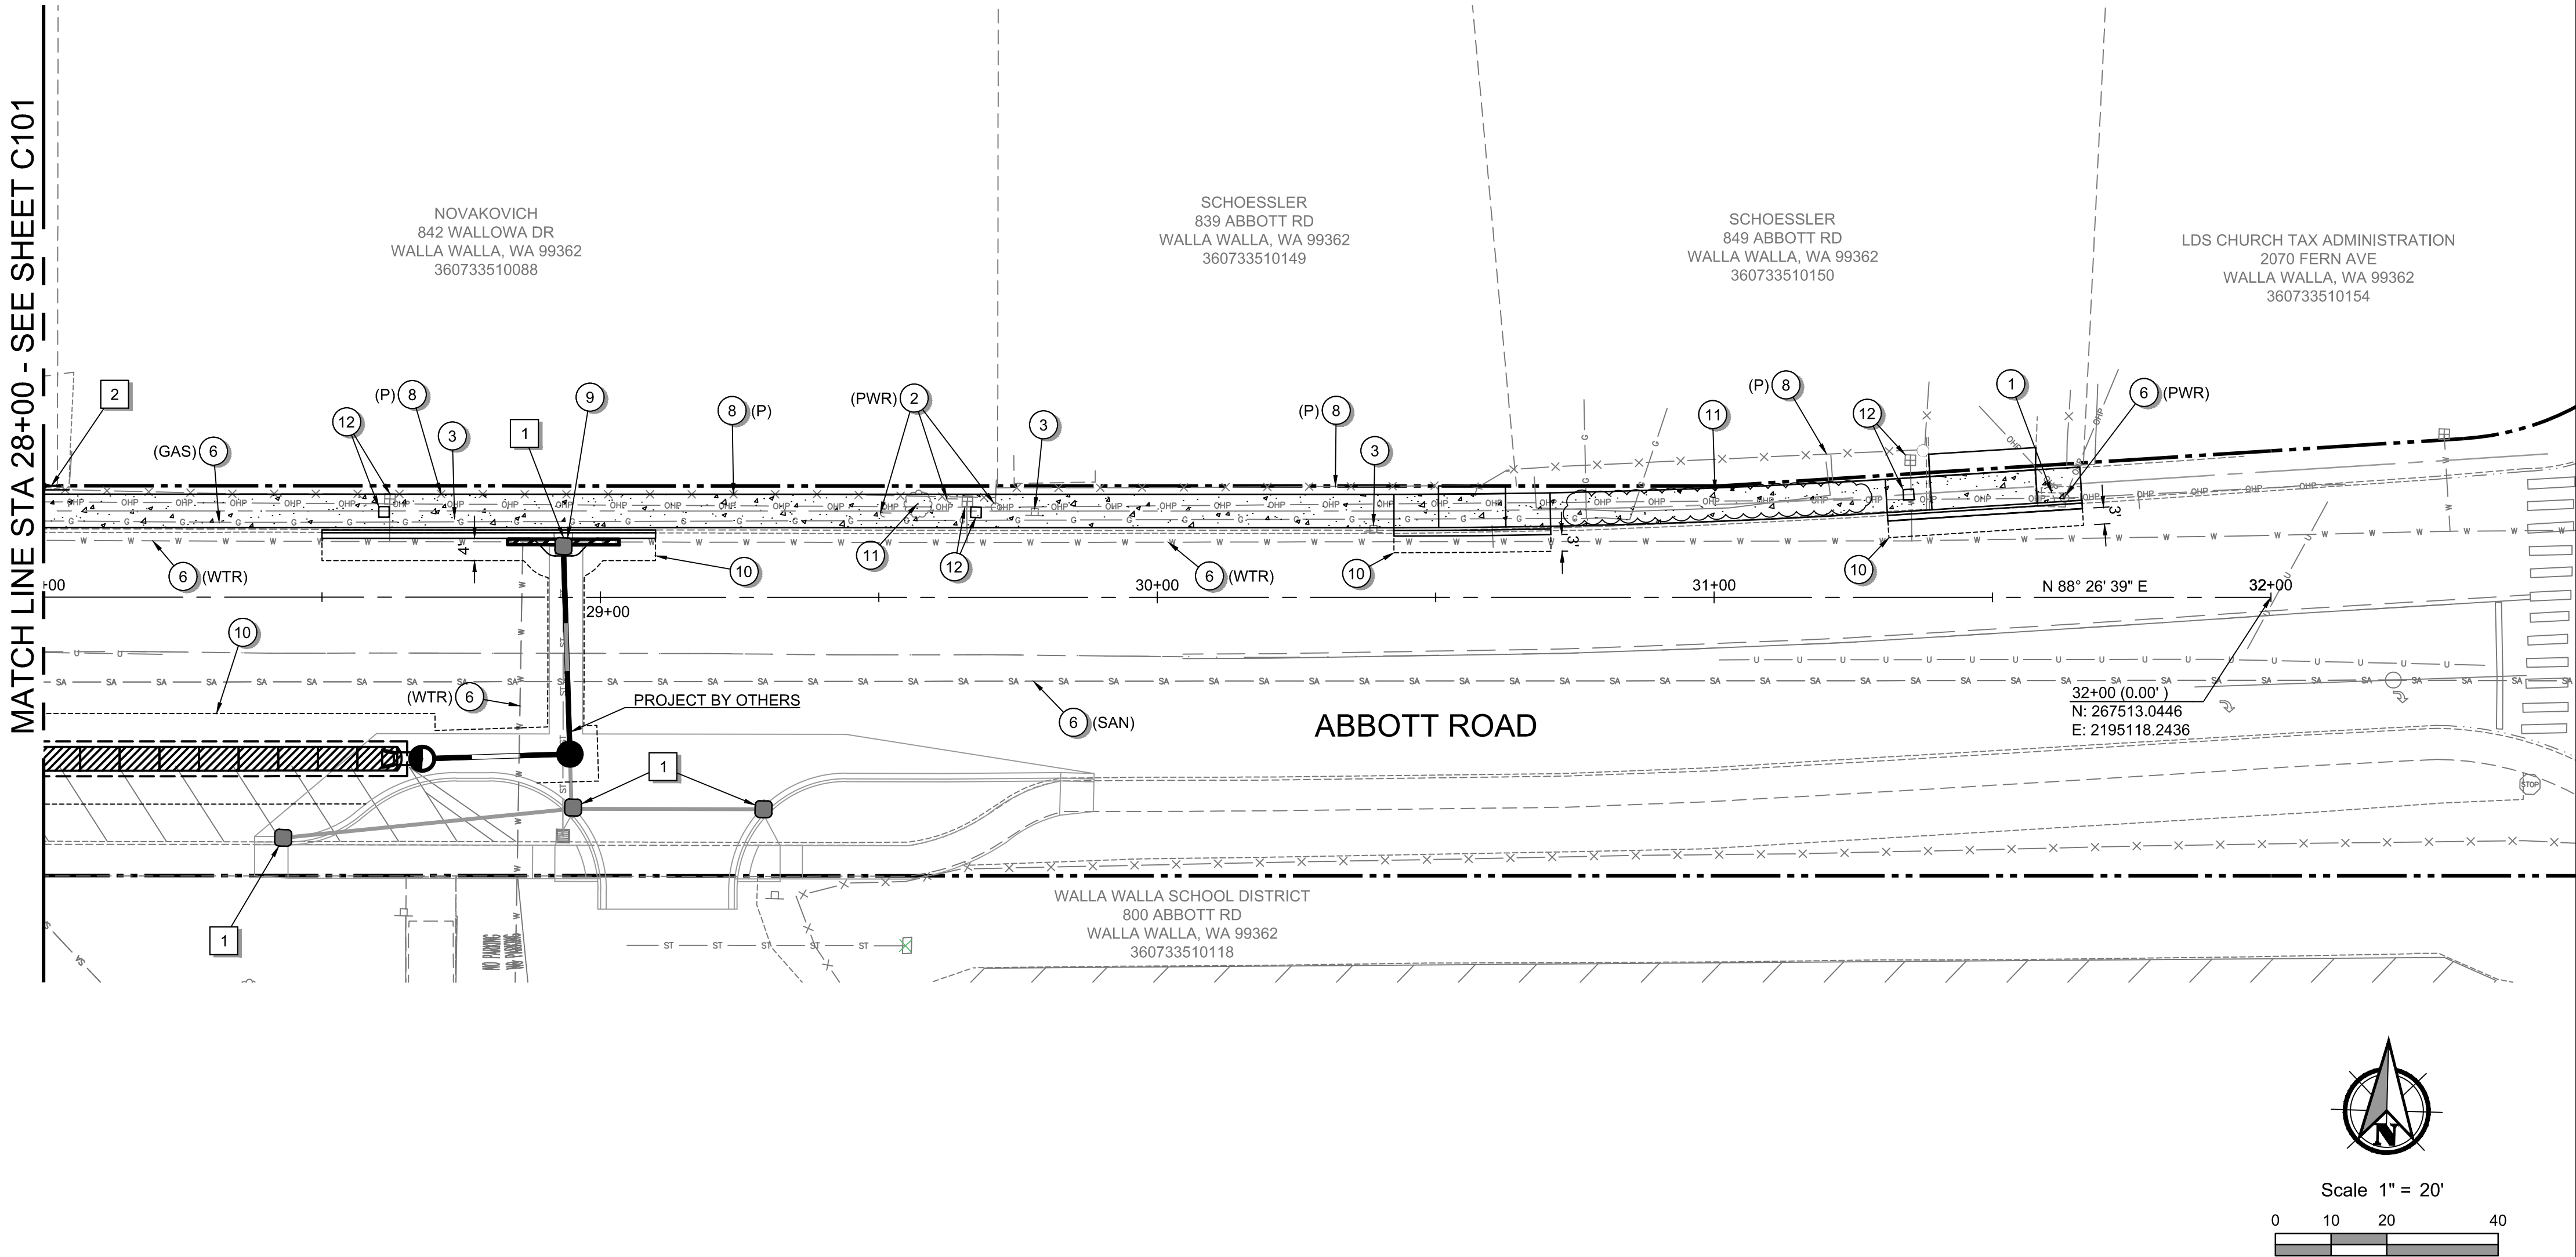 MATCH LINE STA 28+00 - SEE SHEET C101
NOVAKOVICH
842 WALLOWA DR
WALLA WALLA, WA 99362
360733510088
SCHOESSLER
839 ABBOTT RD
WALLA WALLA, WA 99362
360733510149
SCHOESSLER
849 ABBOTT RD
WALLA WALLA, WA 99362
360733510150
LDS CHURCH TAX ADMINISTRATION
2070 FERN AVE
WALLA WALLA, WA 99362
360733510154
2
(GAS) 6
12
(P) 8
3
1
9
8 (P)
(PWR) 2
3
(P) 8
3
11
(P) 8
12
1
6 (PWR)
4'
3'
3'
6 (WTR)
10
11
12
6 (WTR)
10
10
+00
29+00
30+00
31+00
N 88° 26' 39" E
32+00
10
(WTR) 6
PROJECT BY OTHERS
6 (SAN)
ABBOTT ROAD
32+00 (0.00' )
N: 267513.0446
E: 2195118.2436
1
1
STOP
NO PARKING
NO PARKING
WALLA WALLA SCHOOL DISTRICT
800 ABBOTT RD
WALLA WALLA, WA 99362
360733510118
N
Scale 1" = 20'
0 10 20 40